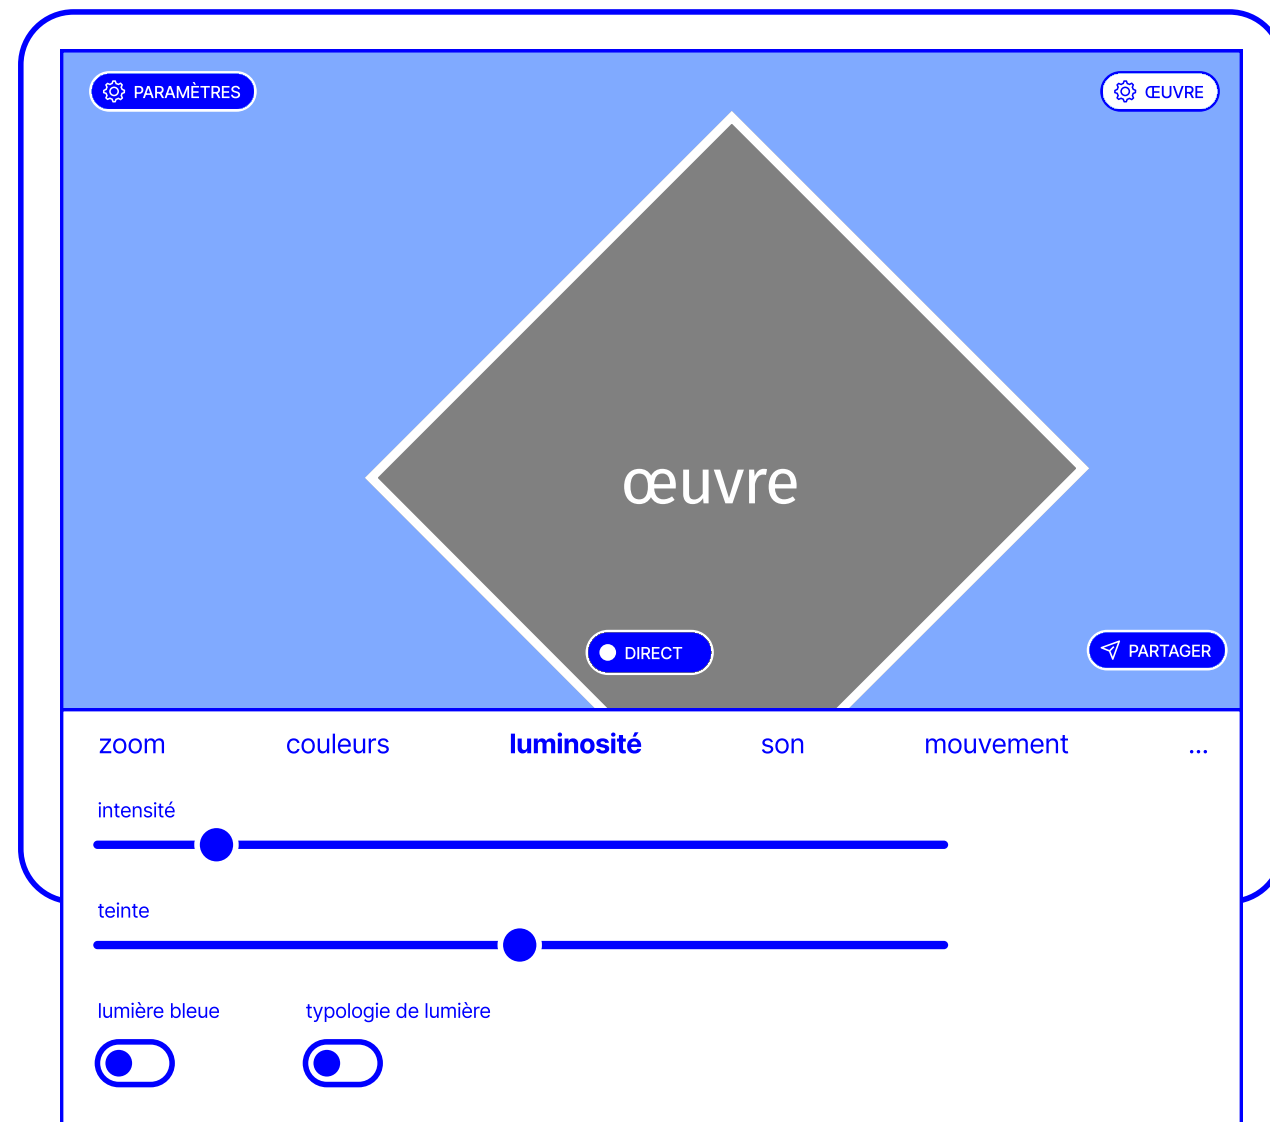 PARAMÈTRES
ŒUVRE
œuvre
DIRECT
PARTAGER
zoom couleurs luminosité son mouvement ...
intensité
teinte
lumière bleue typologie de lumière